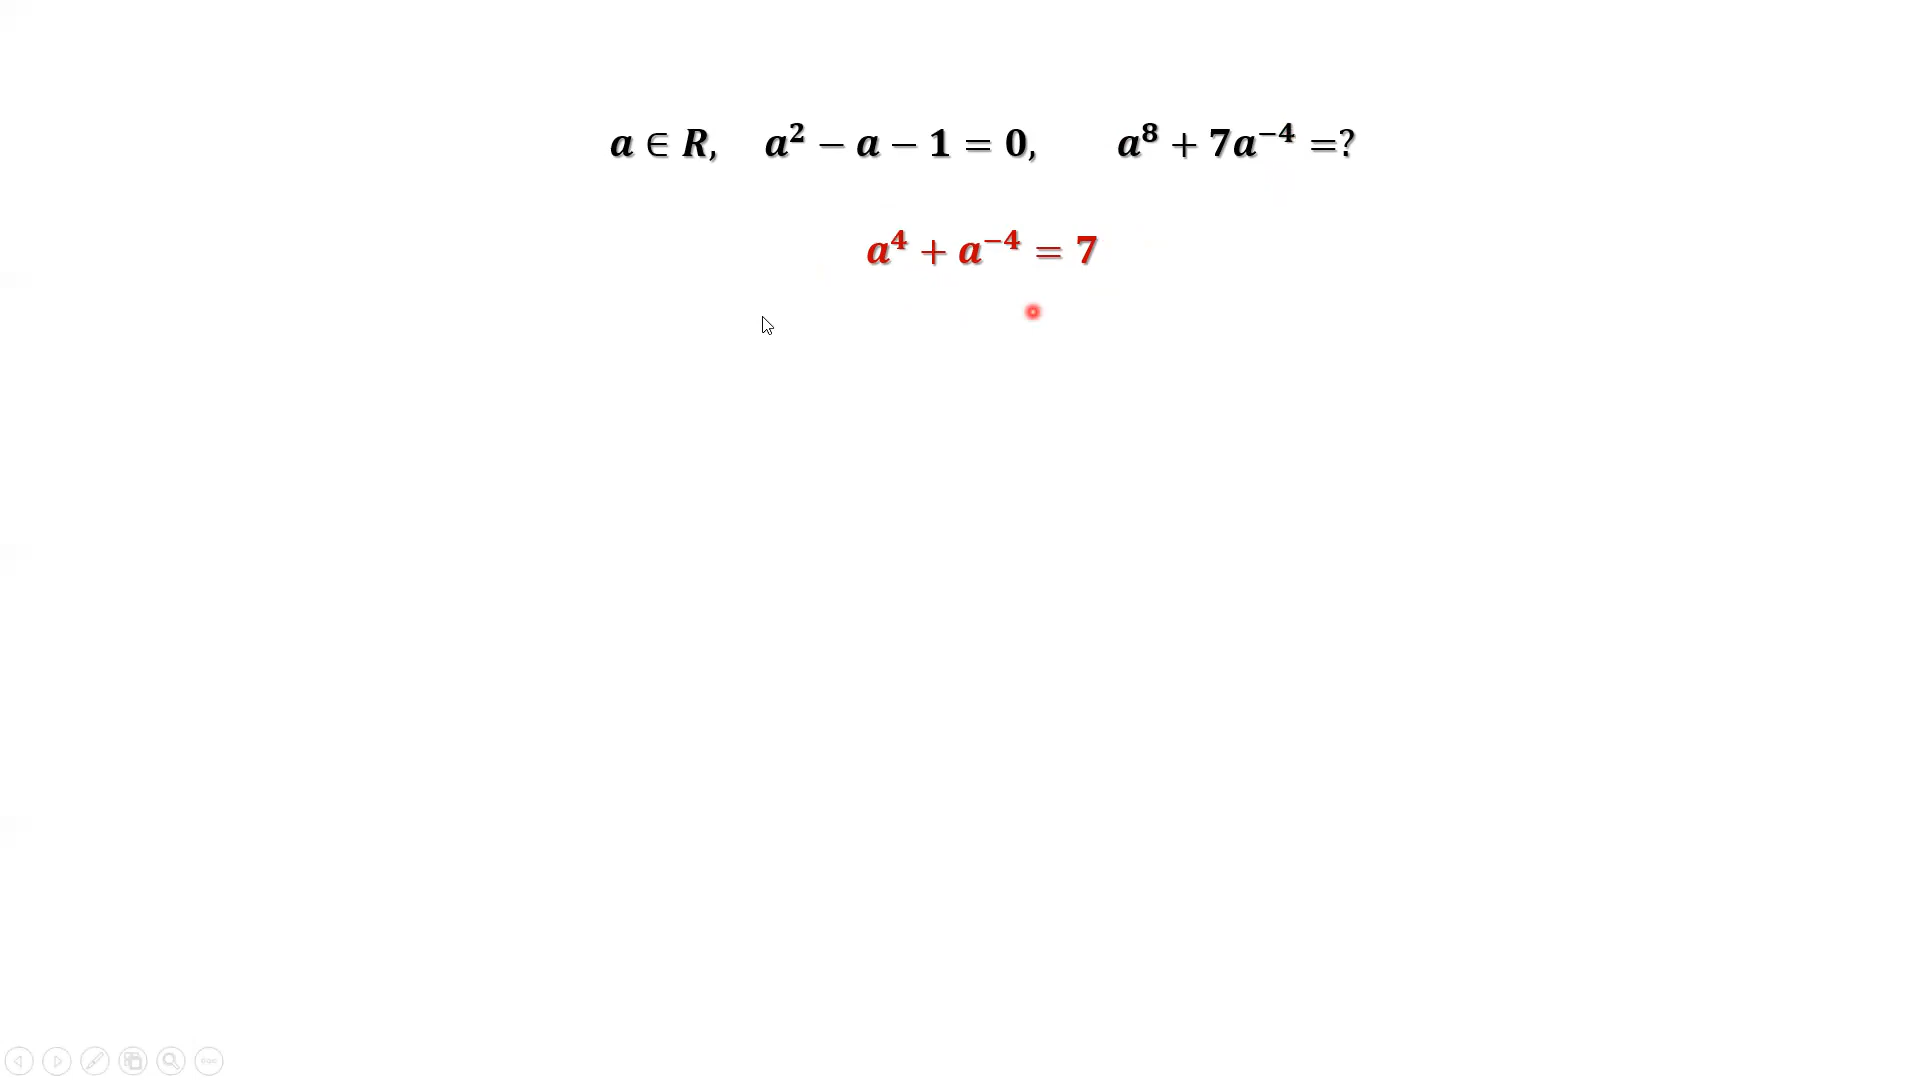 a ∈ R, a² − a − 1 = 0, a⁸ + 7a⁻⁴ =?
a⁴ + a⁻⁴ = 7